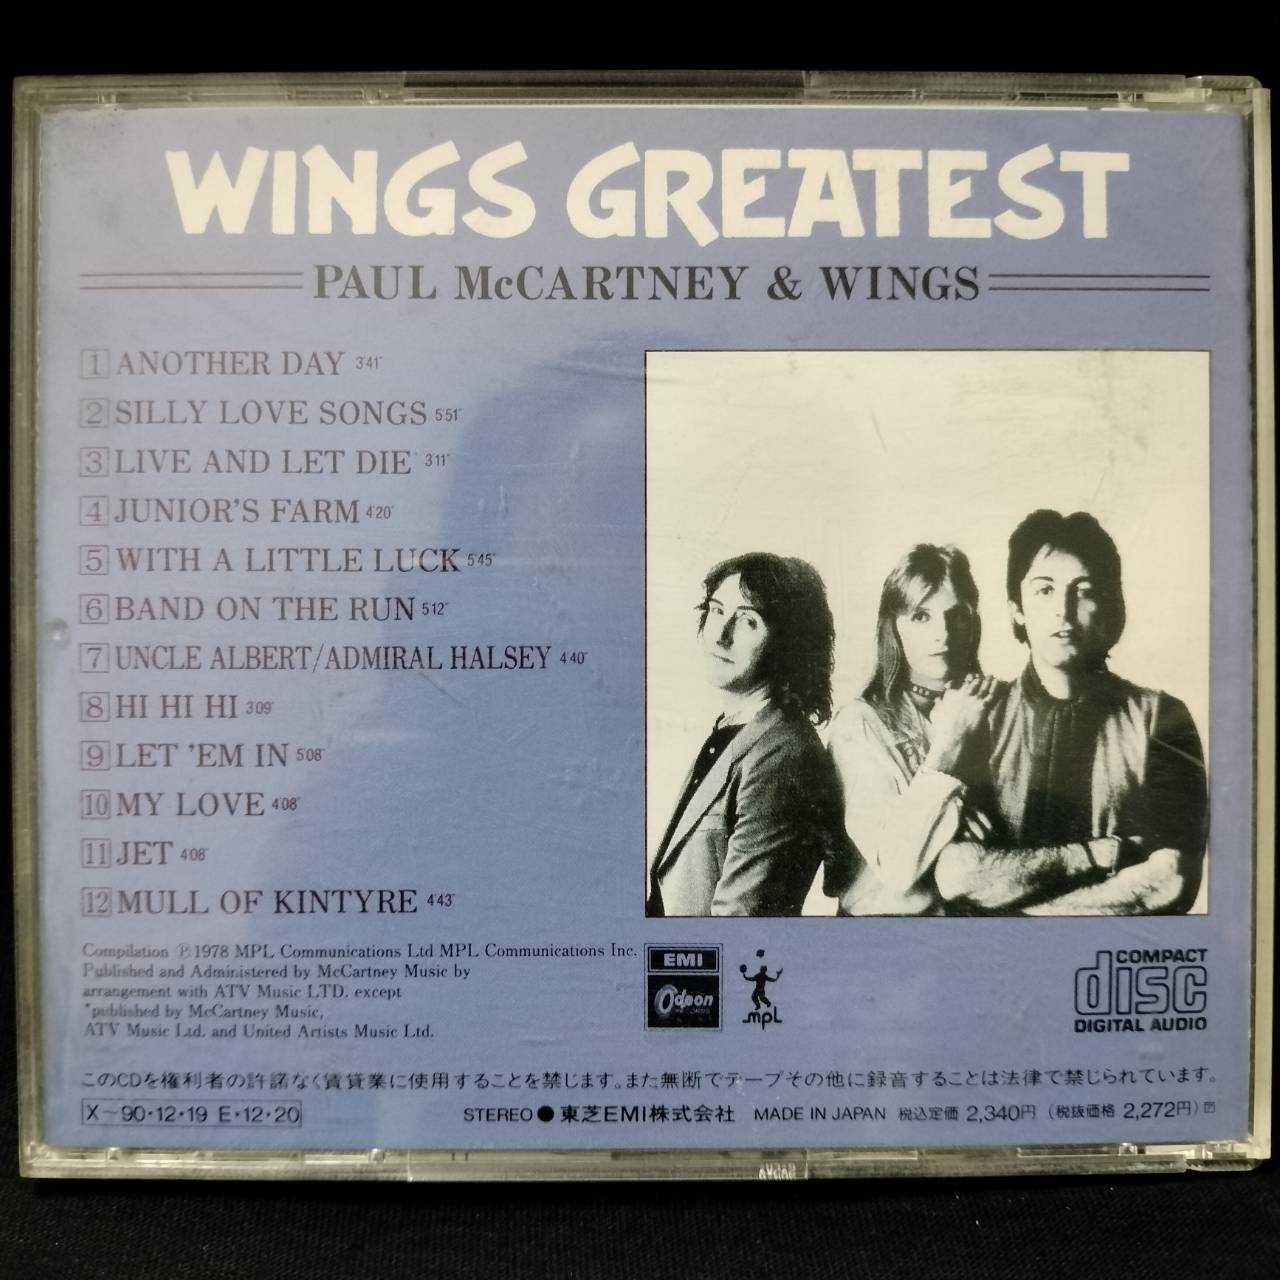 WINGS GREATEST
PAUL McCARTNEY & WINGS
1 ANOTHER DAY 3'41"
2 SILLY LOVE SONGS 5'51"
3 LIVE AND LET DIE* 3'11"
4 JUNIOR'S FARM 4'20"
5 WITH A LITTLE LUCK 5'45"
6 BAND ON THE RUN 5'12"
7 UNCLE ALBERT/ADMIRAL HALSEY 4'40"
8 HI HI HI 3'09"
9 LET 'EM IN 5'08"
10 MY LOVE 4'08"
11 JET 4'08"
12 MULL OF KINTYRE 4'43"
Compilation ℗1978 MPL Communications Ltd MPL Communications Inc.
Published and Administered by McCartney Music by
arrangement with ATV Music LTD. except
*published by McCartney Music,
ATV Music Ltd. and United Artists Music Ltd.
EMI
Odeon
RECORDS
mpl
COMPACT
disc
DIGITAL AUDIO
このCDを権利者の許諾なく賃貸業に使用することを禁じます。また無断でテープその他に録音することは法律で禁じられています。
X〜90・12・19 E・12・20
STEREO●東芝EMI株式会社 MADE IN JAPAN 税込定価 2,340円 (税抜価格 2,272円)